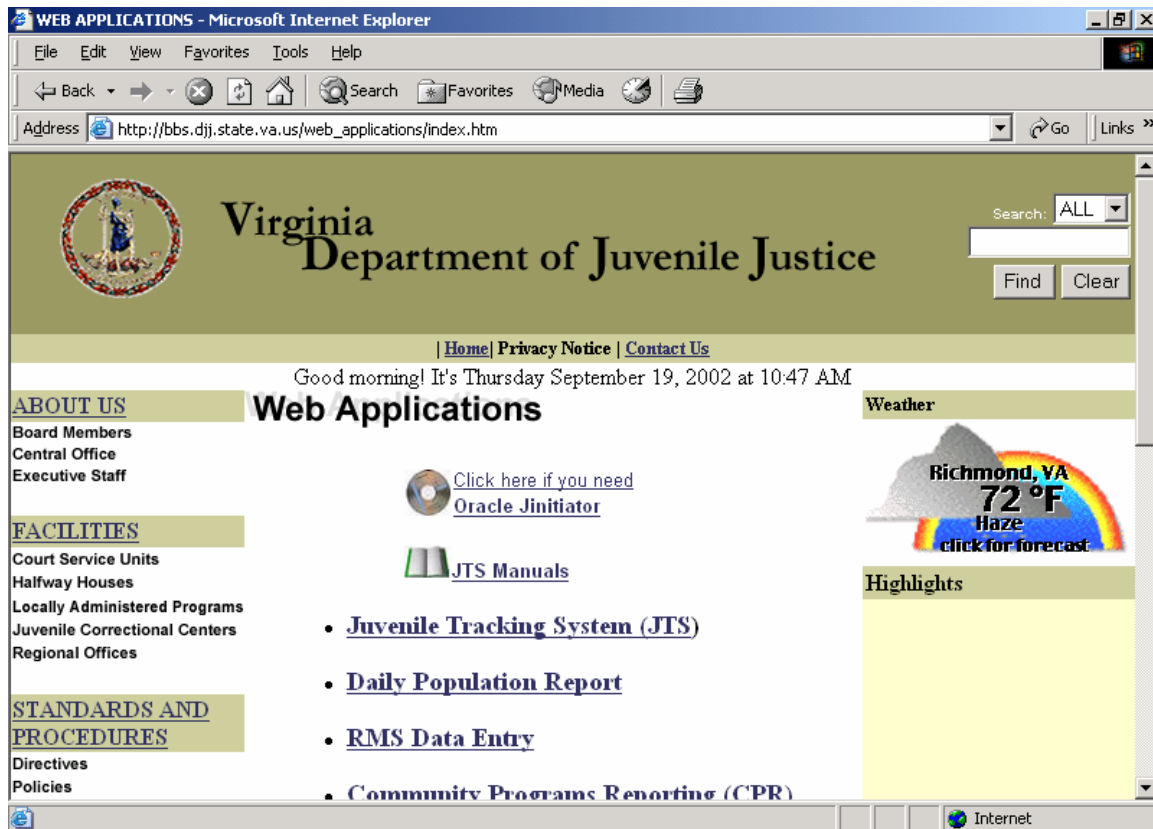 WEB APPLICATIONS - Microsoft Internet Explorer
File Edit View Favorites Tools Help
Back Search Favorites Media
Address http://bbs.djj.state.va.us/web_applications/index.htm Go Links »
Virginia
Department of Juvenile Justice
Search: ALL
Find Clear
| Home| Privacy Notice | Contact Us
Good morning! It's Thursday September 19, 2002 at 10:47 AM
ABOUT US
Board Members
Central Office
Executive Staff
FACILITIES
Court Service Units
Halfway Houses
Locally Administered Programs
Juvenile Correctional Centers
Regional Offices
STANDARDS AND
PROCEDURES
Directives
Policies
Web Applications
Click here if you need
Oracle Jinitiator
JTS Manuals
• Juvenile Tracking System (JTS)
• Daily Population Report
• RMS Data Entry
• Community Programs Reporting (CPR)
Weather
Richmond, VA
72 °F
Haze
click for forecast
Highlights
Internet